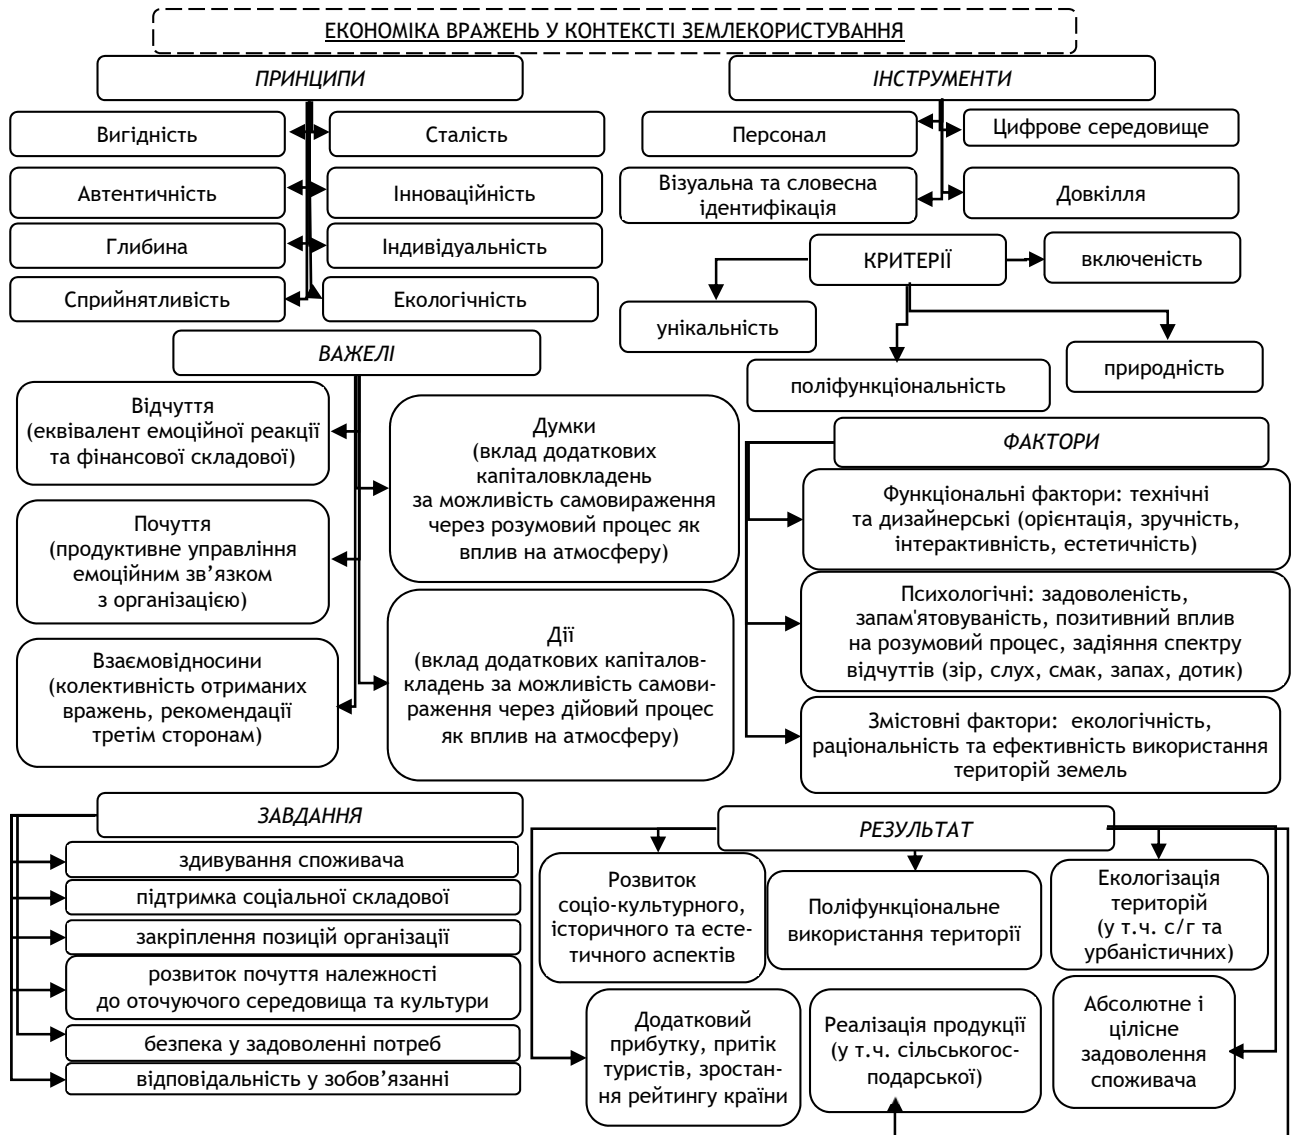 ЕКОНОМІКА ВРАЖЕНЬ У КОНТЕКСТІ ЗЕМЛЕКОРИСТУВАННЯ
ПРИНЦИПИ
Вигідність
Сталість
Автентичність
Інноваційність
Глибина
Індивідуальність
Сприйнятливість
Екологічність
ІНСТРУМЕНТИ
Персонал
Цифрове середовище
Візуальна та словесна
ідентифікація
Довкілля
КРИТЕРІЇ
включеність
унікальність
поліфункціональність
природність
ВАЖЕЛІ
Відчуття
(еквівалент емоційної реакції
та фінансової складової)
Думки
(вклад додаткових
капіталовкладень
за можливість самовираження
через розумовий процес як
вплив на атмосферу)
Почуття
(продуктивне управління
емоційним зв’язком
з організацією)
Дії
(вклад додаткових капіталов-
кладень за можливість самови-
раження через дійовий процес
як вплив на атмосферу)
Взаємовідносини
(колективність отриманих
вражень, рекомендації
третім сторонам)
ФАКТОРИ
Функціональні фактори: технічні
та дизайнерські (орієнтація, зручність,
інтерактивність, естетичність)
Психологічні: задоволеність,
запам'ятовуваність, позитивний вплив
на розумовий процес, задіяння спектру
відчуттів (зір, слух, смак, запах, дотик)
Змістовні фактори: екологічність,
раціональність та ефективність використання
територій земель
ЗАВДАННЯ
здивування споживача
підтримка соціальної складової
закріплення позицій організації
розвиток почуття належності
до оточуючого середовища та культури
безпека у задоволенні потреб
відповідальність у зобов’язанні
РЕЗУЛЬТАТ
Розвиток
соціо-культурного,
історичного та есте-
тичного аспектів
Поліфункціональне
використання території
Екологізація
територій
(у т.ч. с/г та
урбаністичних)
Додатковий
прибутку, притік
туристів, зростан-
ня рейтингу країни
Реалізація продукції
(у т.ч. сільськогос-
подарської)
Абсолютне і
цілісне
задоволення
споживача